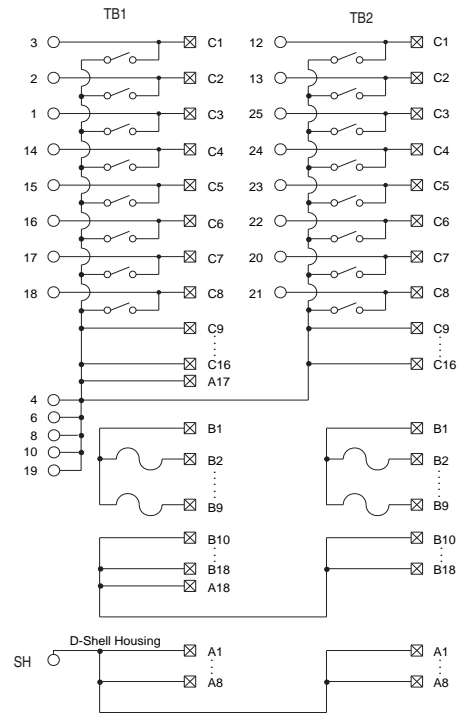 TB1 TB2
3 C1 12 C1
2 C2 13 C2
1 C3 25 C3
14 C4 24 C4
15 C5 23 C5
16 C6 22 C6
17 C7 20 C7
18 C8 21 C8
C9 C9
C16 C16
A17
4
6
8
10
19
B1 B1
B2 B2
B9 B9
B10 B10
B18 B18
A18
D-Shell Housing
SH A1 A1
A8 A8